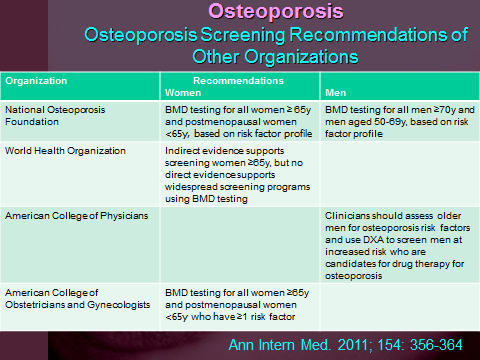 Osteoporosis
Osteoporosis Screening Recommendations of
Other Organizations
Organization
Recommendations
Women
Men
National Osteoporosis
Foundation
BMD testing for all women ≥ 65y
and postmenopausal women
<65y, based on risk factor profile
BMD testing for all men ≥70y and
men aged 50-69y, based on risk
factor profile
World Health Organization
Indirect evidence supports
screening women ≥65y, but no
direct evidence supports
widespread screening programs
using BMD testing
American College of Physicians
Clinicians should assess older
men for osteoporosis risk factors
and use DXA to screen men at
increased risk who are
candidates for drug therapy for
osteoporosis
American College of
Obstetricians and Gynecologists
BMD testing for all women ≥65y
and postmenopausal women
<65y who have ≥1 risk factor
Ann Intern Med. 2011; 154: 356-364